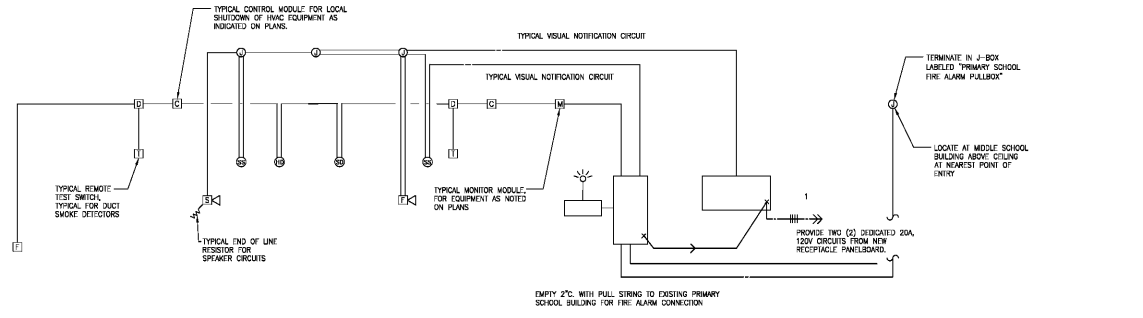 TYPICAL CONTROL MODULE FOR LOCAL
SHUTDOWN OF HVAC EQUIPMENT AS
INDICATED ON PLANS.
TYPICAL VISUAL NOTIFICATION CIRCUIT
J
J
J
TYPICAL VISUAL NOTIFICATION CIRCUIT
TERMINATE IN J-BOX
LABELED "PRIMARY SCHOOL
FIRE ALARM PULLBOX"
D
C
D
C
M
J
T
SS
HD
SD
SS
T
LOCATE AT MIDDLE SCHOOL
BUILDING ABOVE CEILING
AT NEAREST POINT OF
ENTRY
TYPICAL REMOTE
TEST SWITCH,
TYPICAL FOR DUCT
SMOKE DETECTORS
TYPICAL MONITOR MODULE,
FOR EQUIPMENT AS NOTED
ON PLANS
S
F
1
F
TYPICAL END OF LINE
RESISTOR FOR
SPEAKER CIRCUITS
PROVIDE TWO (2) DEDICATED 20A,
120V CIRCUITS FROM NEW
RECEPTACLE PANELBOARD.
EMPTY 2"C. WITH PULL STRING TO EXISTING PRIMARY
SCHOOL BUILDING FOR FIRE ALARM CONNECTION